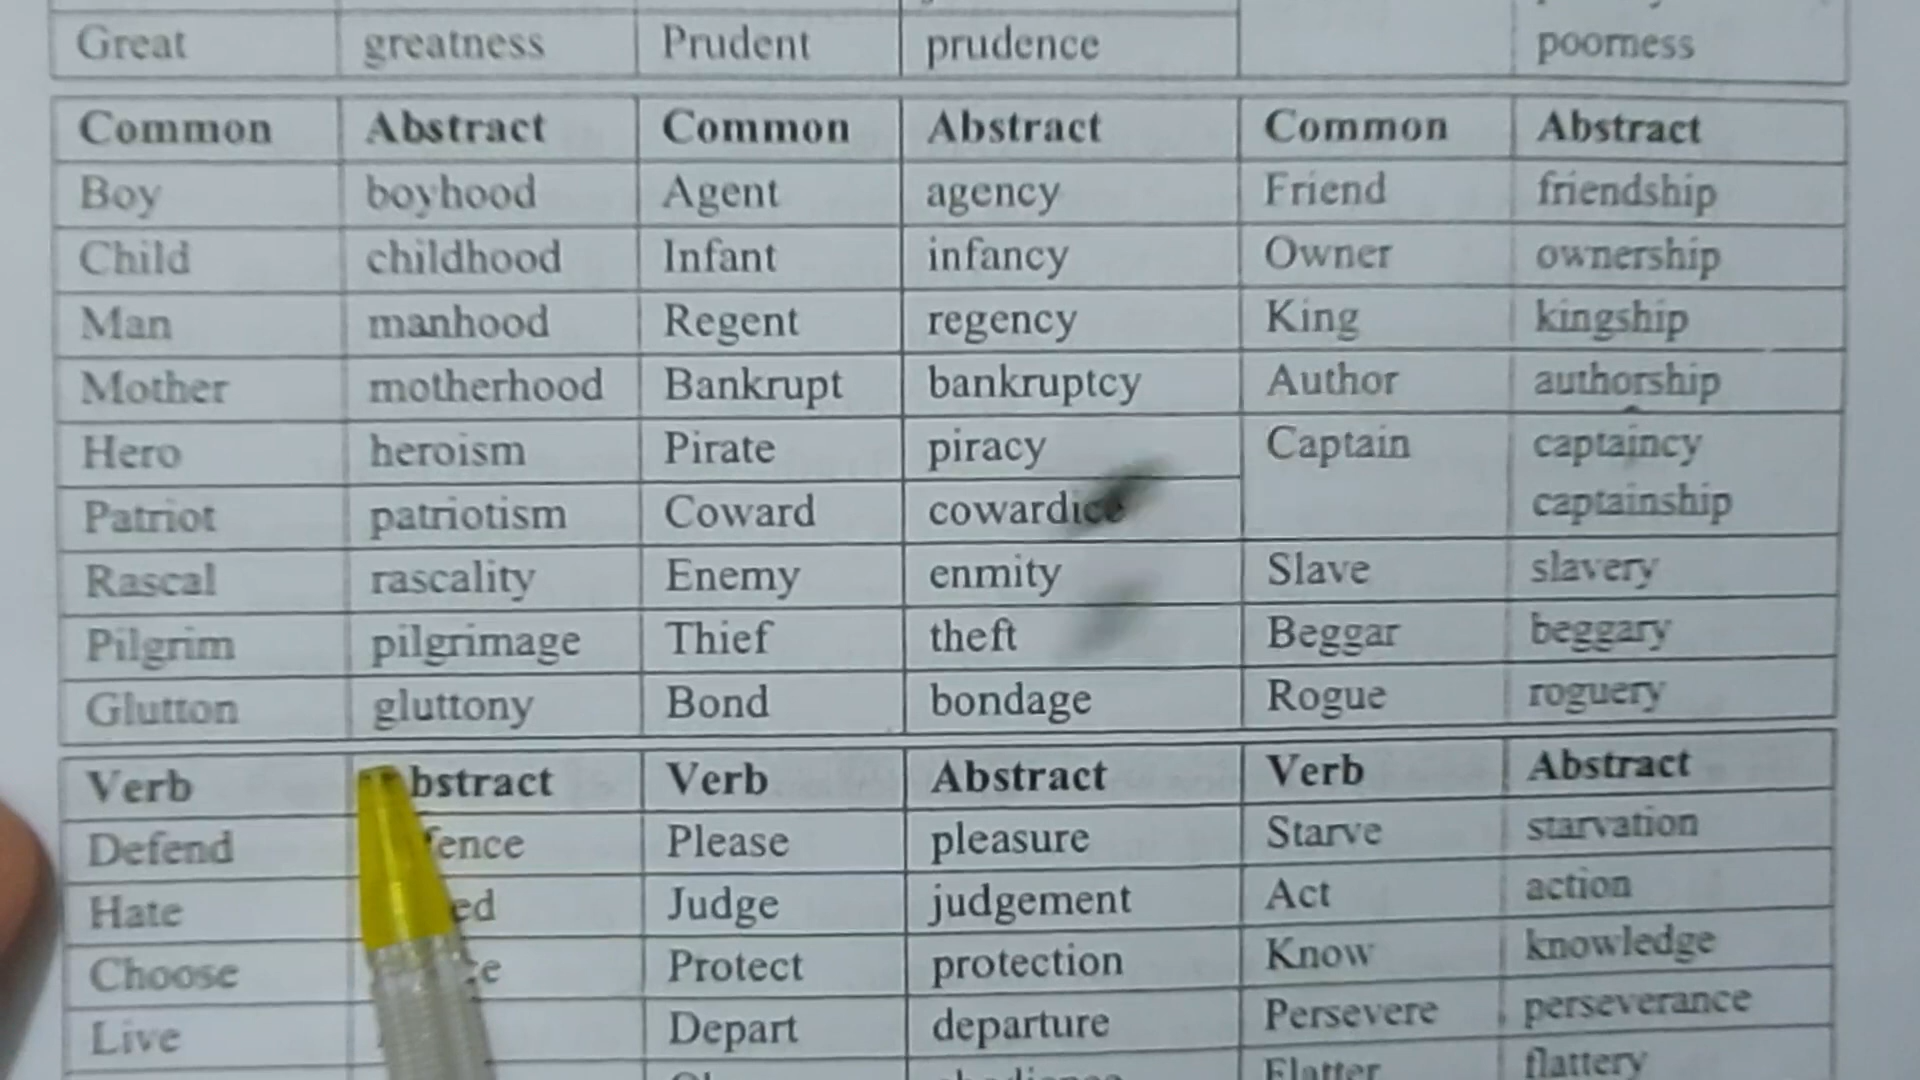 Great greatness Prudent prudence poorness
Common Abstract Common Abstract Common Abstract
Boy boyhood Agent agency Friend friendship
Child childhood Infant infancy Owner ownership
Man manhood Regent regency King kingship
Mother motherhood Bankrupt bankruptcy Author authorship
Hero heroism Pirate piracy Captain captaincy
Patriot patriotism Coward cowardice captainship
Rascal rascality Enemy enmity Slave slavery
Pilgrim pilgrimage Thief theft Beggar beggary
Glutton gluttony Bond bondage Rogue roguery
Verb bstract Verb Abstract Verb Abstract
Defend fence Please pleasure Starve starvation
Hate ed Judge judgement Act action
Choose Protect protection Know knowledge
Live Depart departure Persevere perseverance
Flatter flattery